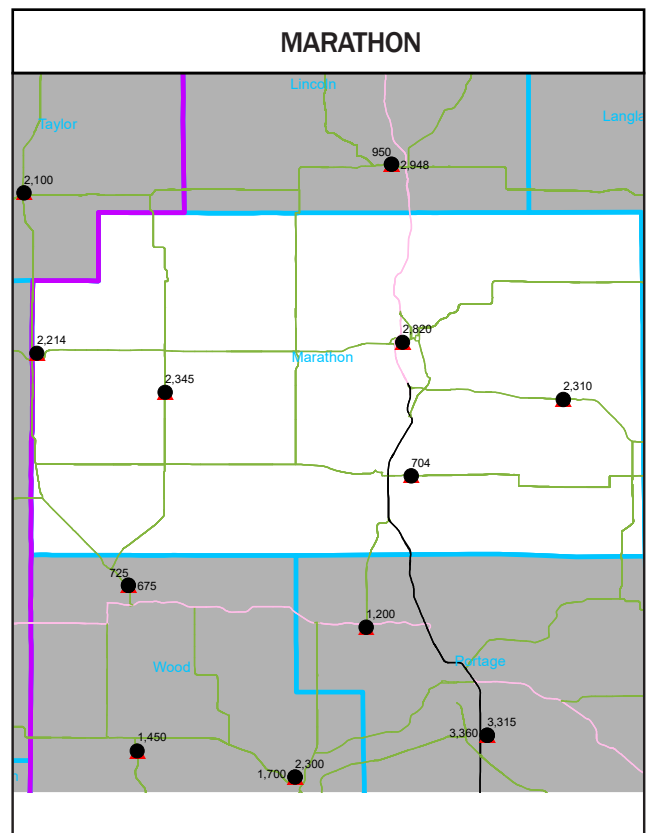 MARATHON
Lincoln
Taylor
Langla
950
2,948
2,100
2,820
2,214
Marathon
2,345
2,310
704
725
675
1,200
Wood
Portage
3,315
3,360
1,450
2,300
1,700
n